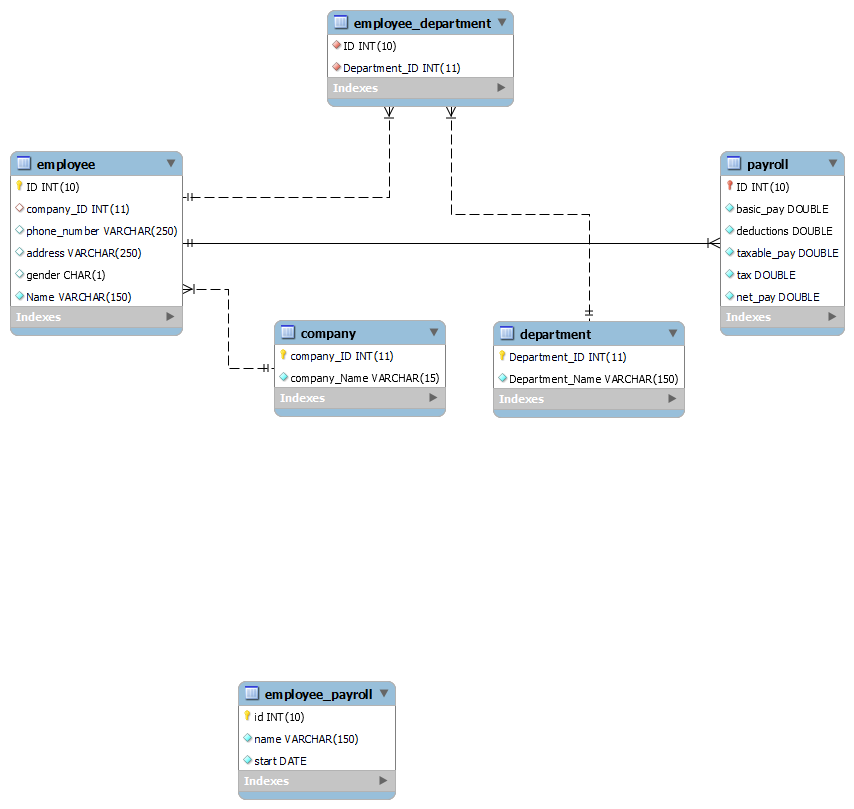 employee_department
ID INT(10)
Department_ID INT(11)
Indexes
employee
ID INT(10)
company_ID INT(11)
phone_number VARCHAR(250)
address VARCHAR(250)
gender CHAR(1)
Name VARCHAR(150)
Indexes
payroll
ID INT(10)
basic_pay DOUBLE
deductions DOUBLE
taxable_pay DOUBLE
tax DOUBLE
net_pay DOUBLE
Indexes
company
company_ID INT(11)
company_Name VARCHAR(15)
Indexes
department
Department_ID INT(11)
Department_Name VARCHAR(150)
Indexes
employee_payroll
id INT(10)
name VARCHAR(150)
start DATE
Indexes